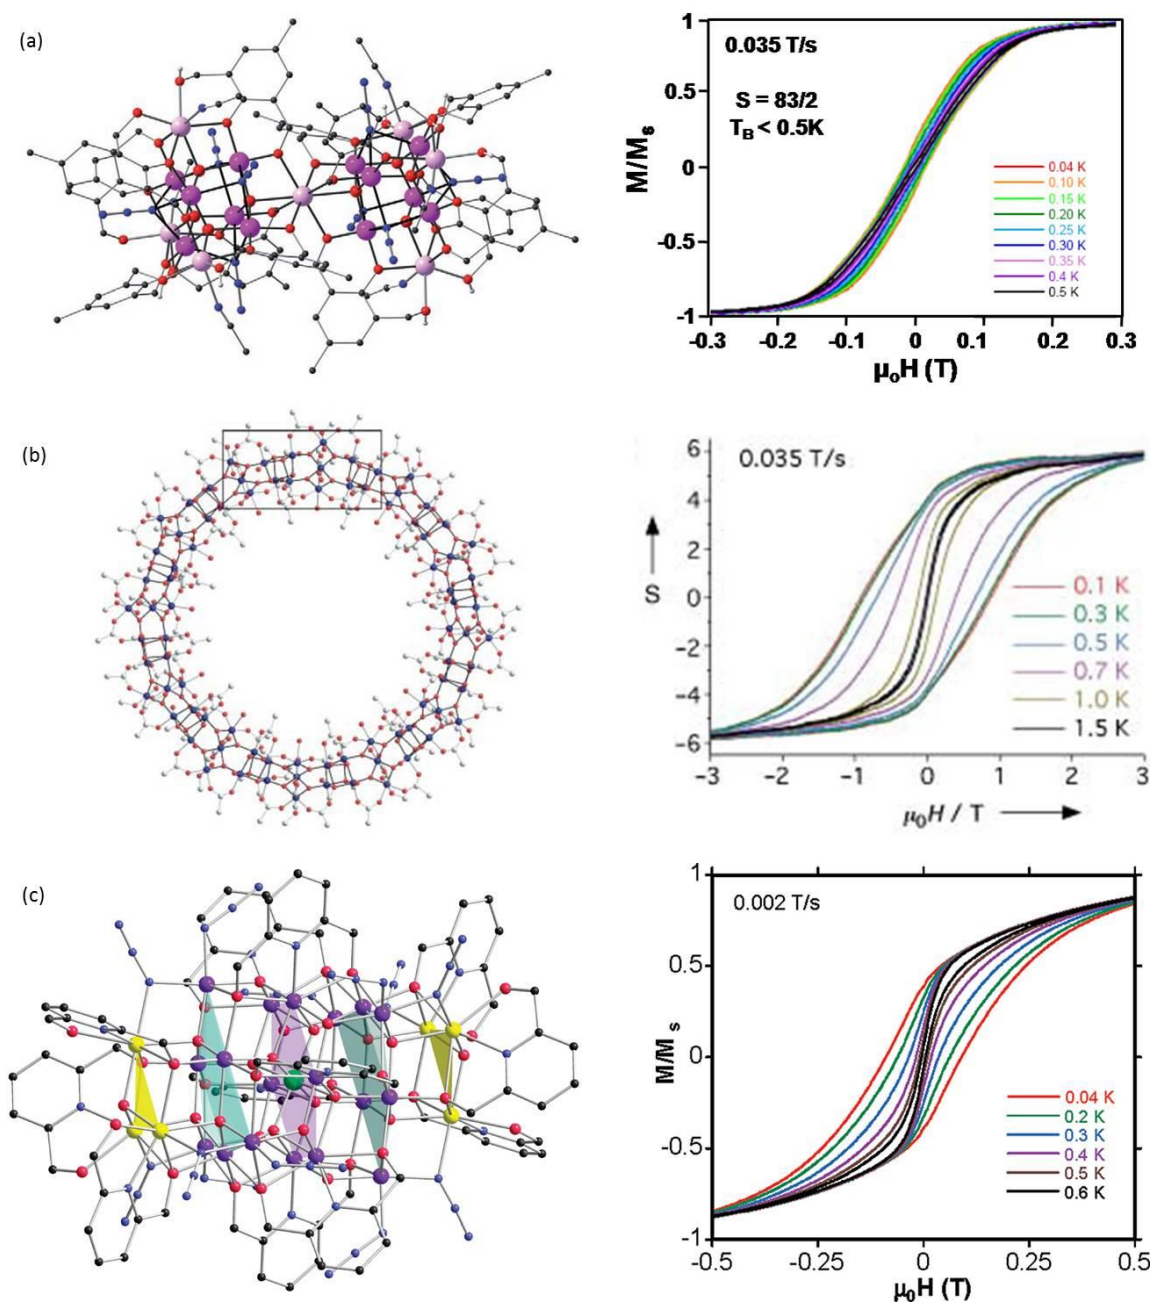 (a)
0.035 T/s
S = 83/2
T_B < 0.5K
M/M_s
1
0.5
0
-0.5
-1
0.04 K
0.10 K
0.15 K
0.20 K
0.25 K
0.30 K
0.35 K
0.4 K
0.5 K
-0.3 -0.2 -0.1 0 0.1 0.2 0.3
μ_oH (T)
(b)
0.035 T/s
S
6
4
2
0
-2
-4
-6
0.1 K
0.3 K
0.5 K
0.7 K
1.0 K
1.5 K
-3 -2 -1 0 1 2 3
μ_0H / T
(c)
0.002 T/s
M/M_s
1
0.5
0
-0.5
-1
0.04 K
0.2 K
0.3 K
0.4 K
0.5 K
0.6 K
-0.5 -0.25 0 0.25 0.5
μ_0H (T)